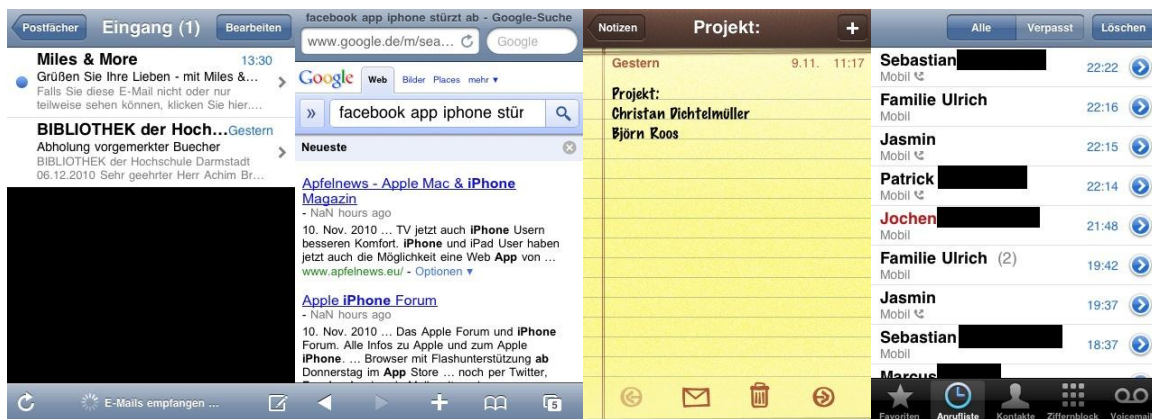 Postfächer Eingang (1) Bearbeiten
Miles & More 13:30
Grüßen Sie Ihre Lieben - mit Miles &...
Falls Sie diese E-Mail nicht oder nur
teilweise sehen können, klicken Sie hier....
BIBLIOTHEK der Hoch... Gestern
Abholung vorgemerkter Buecher
BIBLIOTHEK der Hochschule Darmstadt
06.12.2010 Sehr geehrter Herr Achim Br...
E-Mails empfangen ...
facebook app iphone stürzt ab - Google-Suche
www.google.de/m/sea... Google
Google Web Bilder Places mehr ▼
» facebook app iphone stür
Neueste
Apfelnews - Apple Mac & iPhone
Magazin
- NaN hours ago
10. Nov. 2010 ... TV jetzt auch iPhone Usern
besseren Komfort. iPhone und iPad User haben
jetzt auch die Möglichkeit eine Web App von ...
www.apfelnews.eu/ - Optionen ▼
Apple iPhone Forum
- NaN hours ago
10. Nov. 2010 ... Das Apple Forum und iPhone
Forum. Alle Infos zu Apple und zum Apple
iPhone. ... Browser mit Flashunterstützung ab
Donnerstag im App Store ... noch per Twitter,
5
Notizen Projekt: +
Gestern 9.11. 11:17
Projekt:
Christan Dichtelmüller
Björn Roos
Alle Verpasst Löschen
Sebastian 22:22
Mobil
Familie Ulrich 22:16
Mobil
Jasmin 22:15
Mobil
Patrick 22:14
Mobil
Jochen 21:48
Mobil
Familie Ulrich (2) 19:42
Mobil
Jasmin 19:37
Mobil
Sebastian 18:37
Mobil
Marcus
Favoriten Anrufliste Kontakte Ziffernblock Voicemail